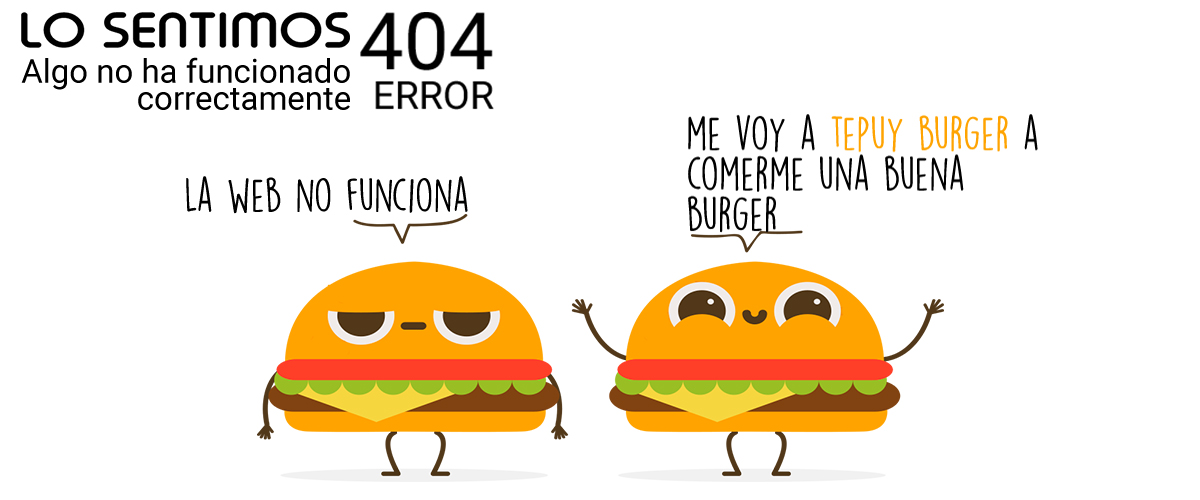 LO SENTIMOS
Algo no ha funcionado
correctamente
404
ERROR
LA WEB NO FUNCIONA
ME VOY A TEPUY BURGER A
COMERME UNA BUENA
BURGER